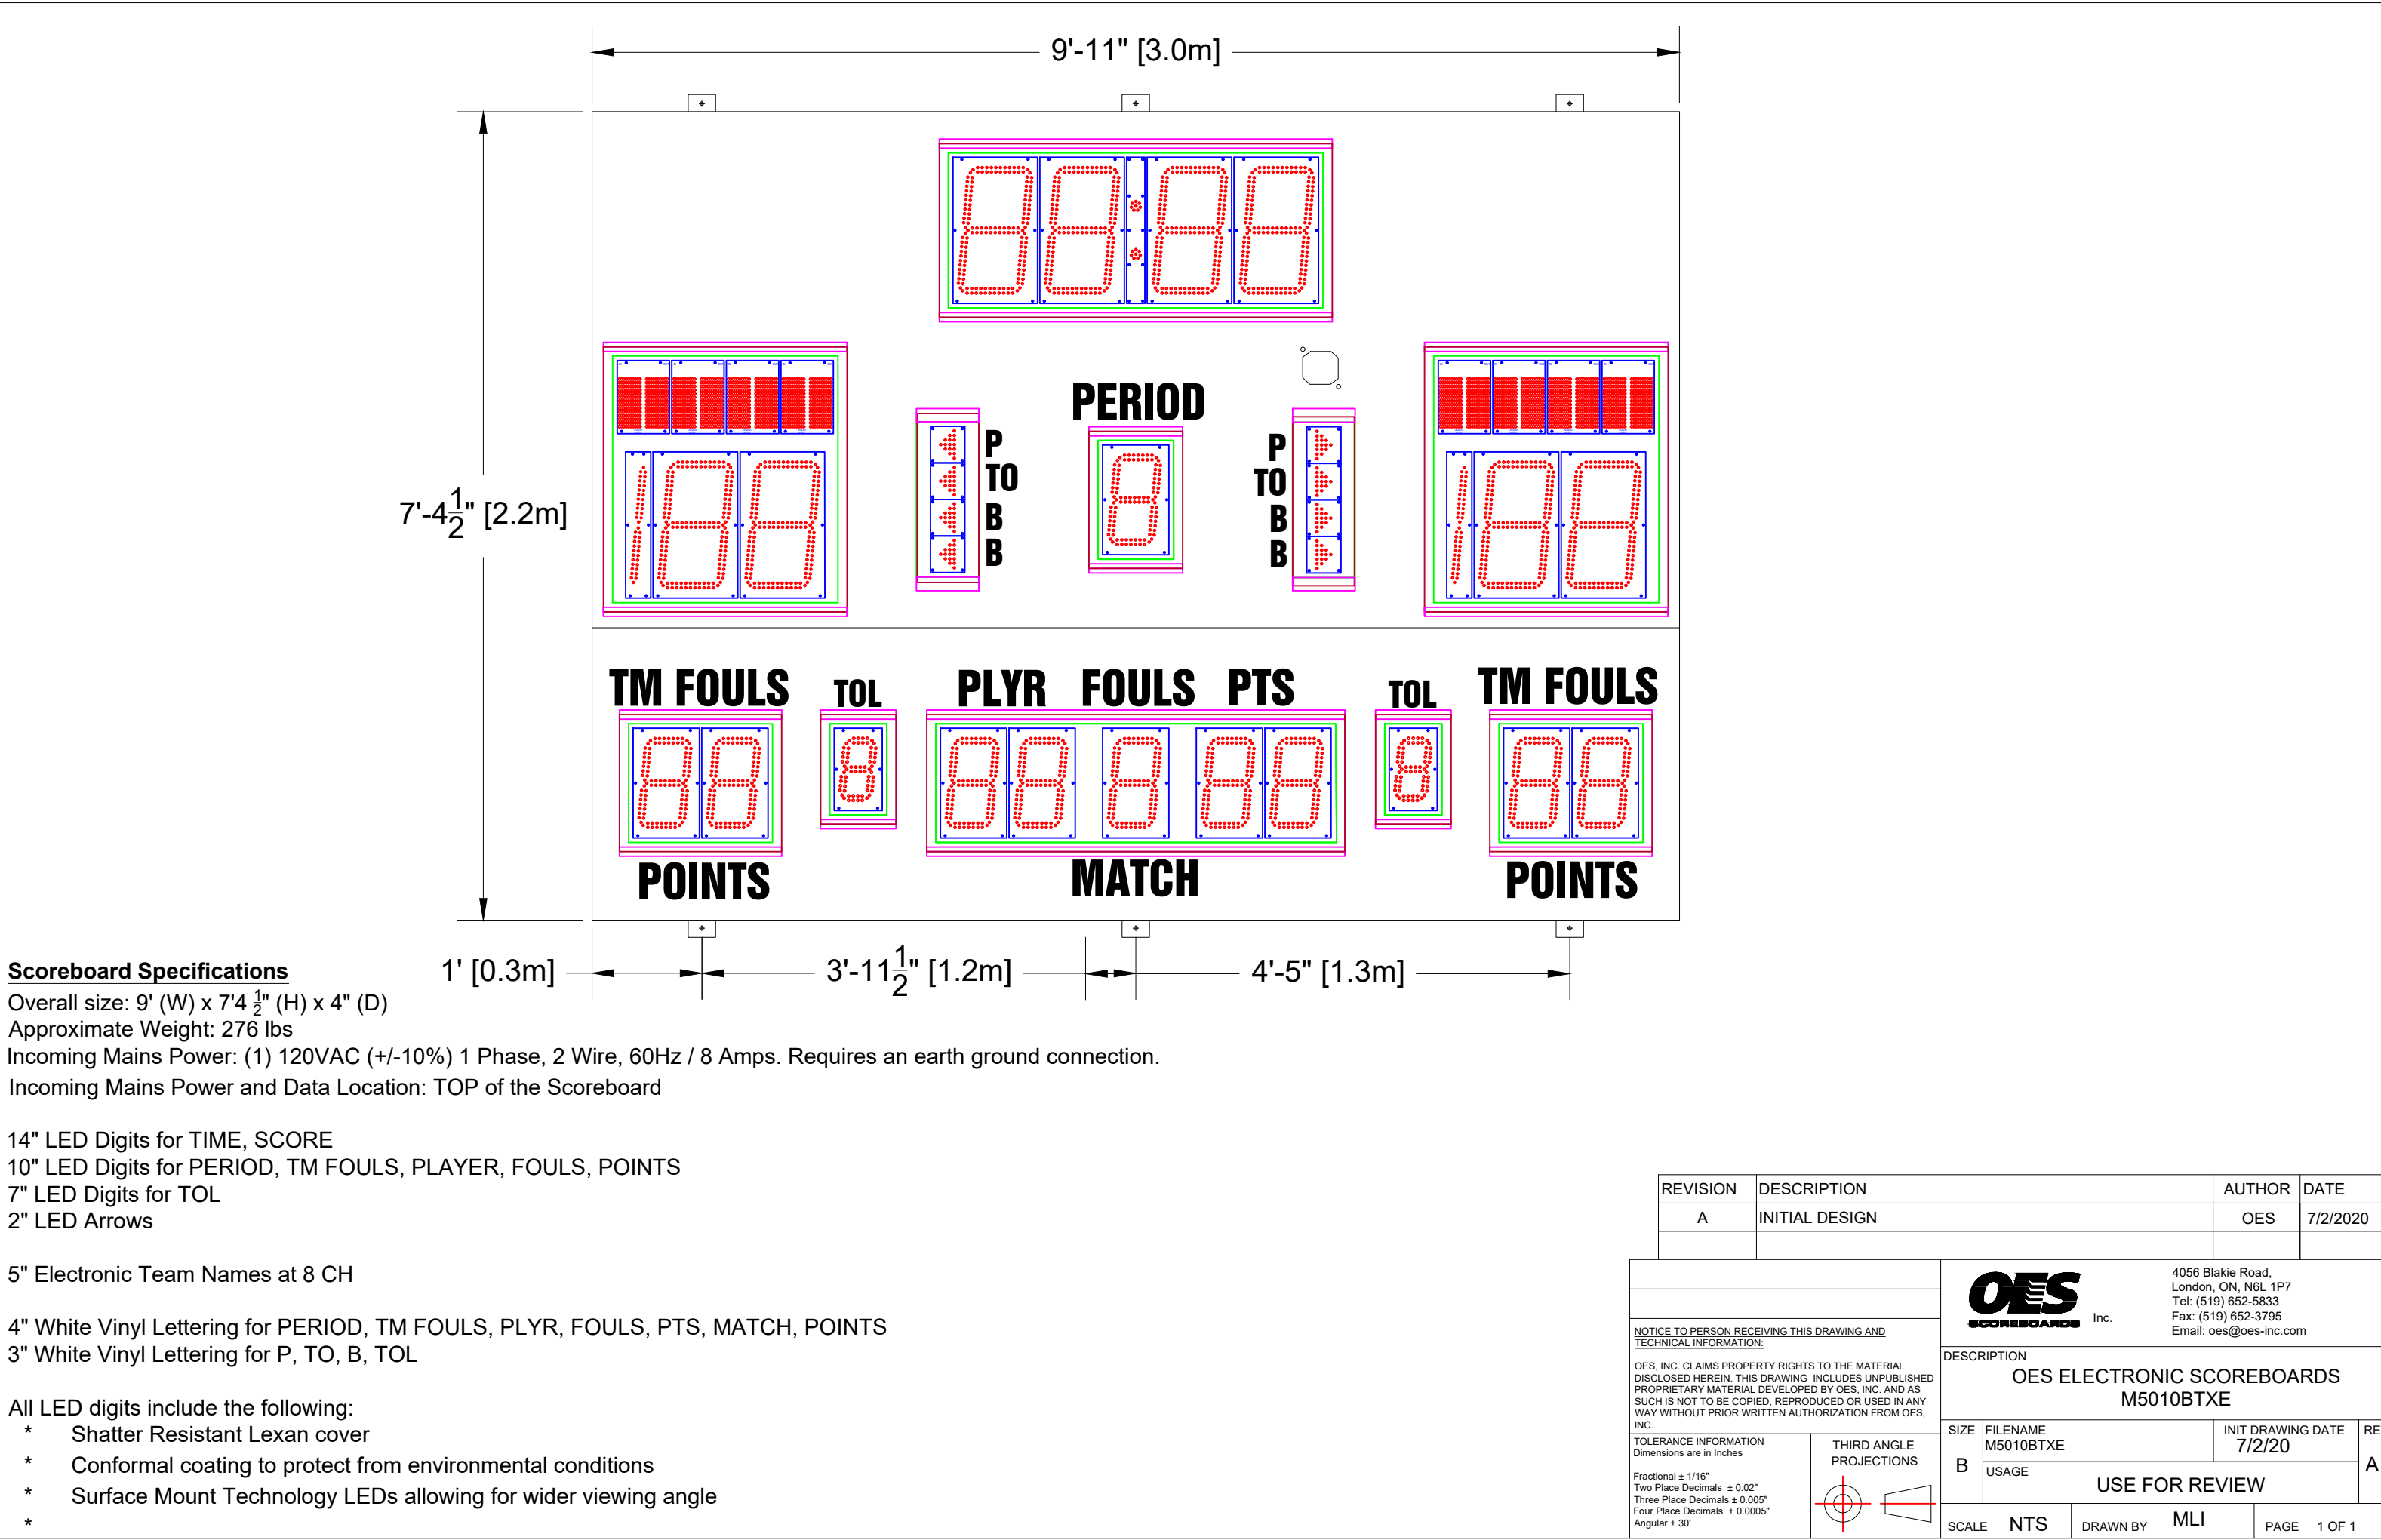 9'-11" [3.0m]
PERIOD
P
TO
B
B
P
TO
B
B
7'-4 1/2" [2.2m]
TM FOULS TOL PLYR FOULS PTS TOL TM FOULS
POINTS MATCH POINTS
1' [0.3m] 3'-11 1/2" [1.2m] 4'-5" [1.3m]
Scoreboard Specifications
Overall size: 9' (W) x 7'4 1/2" (H) x 4" (D)
Approximate Weight: 276 lbs
Incoming Mains Power: (1) 120VAC (+/-10%) 1 Phase, 2 Wire, 60Hz / 8 Amps. Requires an earth ground connection.
Incoming Mains Power and Data Location: TOP of the Scoreboard
14" LED Digits for TIME, SCORE
10" LED Digits for PERIOD, TM FOULS, PLAYER, FOULS, POINTS
7" LED Digits for TOL
2" LED Arrows
5" Electronic Team Names at 8 CH
4" White Vinyl Lettering for PERIOD, TM FOULS, PLYR, FOULS, PTS, MATCH, POINTS
3" White Vinyl Lettering for P, TO, B, TOL
All LED digits include the following:
* Shatter Resistant Lexan cover
* Conformal coating to protect from environmental conditions
* Surface Mount Technology LEDs allowing for wider viewing angle
*
REVISION DESCRIPTION AUTHOR DATE
A INITIAL DESIGN OES 7/2/2020
OES
SCOREBOARDS Inc.
4056 Blakie Road,
London, ON, N6L 1P7
Tel: (519) 652-5833
Fax: (519) 652-3795
Email: oes@oes-inc.com
NOTICE TO PERSON RECEIVING THIS DRAWING AND
TECHNICAL INFORMATION:
OES, INC. CLAIMS PROPERTY RIGHTS TO THE MATERIAL
DISCLOSED HEREIN. THIS DRAWING INCLUDES UNPUBLISHED
PROPRIETARY MATERIAL DEVELOPED BY OES, INC. AND AS
SUCH IS NOT TO BE COPIED, REPRODUCED OR USED IN ANY
WAY WITHOUT PRIOR WRITTEN AUTHORIZATION FROM OES,
INC.
DESCRIPTION
OES ELECTRONIC SCOREBOARDS
M5010BTXE
TOLERANCE INFORMATION
Dimensions are in Inches
Fractional ± 1/16"
Two Place Decimals ± 0.02"
Three Place Decimals ± 0.005"
Four Place Decimals ± 0.0005"
Angular ± 30'
THIRD ANGLE
PROJECTIONS
SIZE
B
FILENAME
M5010BTXE
INIT DRAWING DATE
7/2/20
RE
A
USAGE
USE FOR REVIEW
SCALE NTS DRAWN BY MLI PAGE 1 OF 1